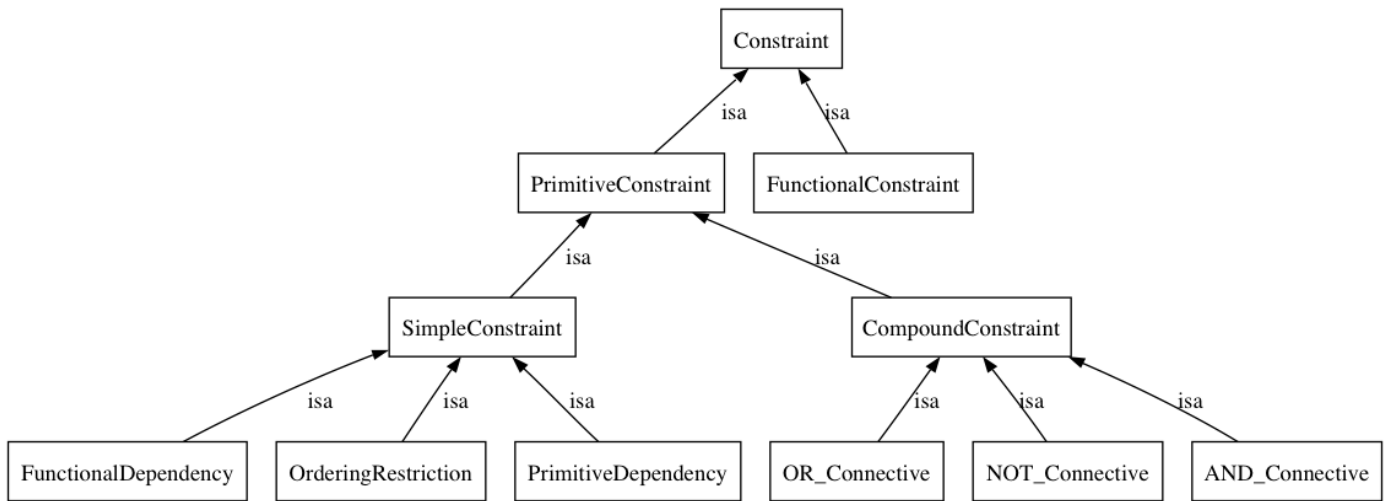 Constraint
isa
isa
PrimitiveConstraint
FunctionalConstraint
isa
isa
SimpleConstraint
CompoundConstraint
isa
isa
isa
isa
isa
isa
FunctionalDependency
OrderingRestriction
PrimitiveDependency
OR_Connective
NOT_Connective
AND_Connective